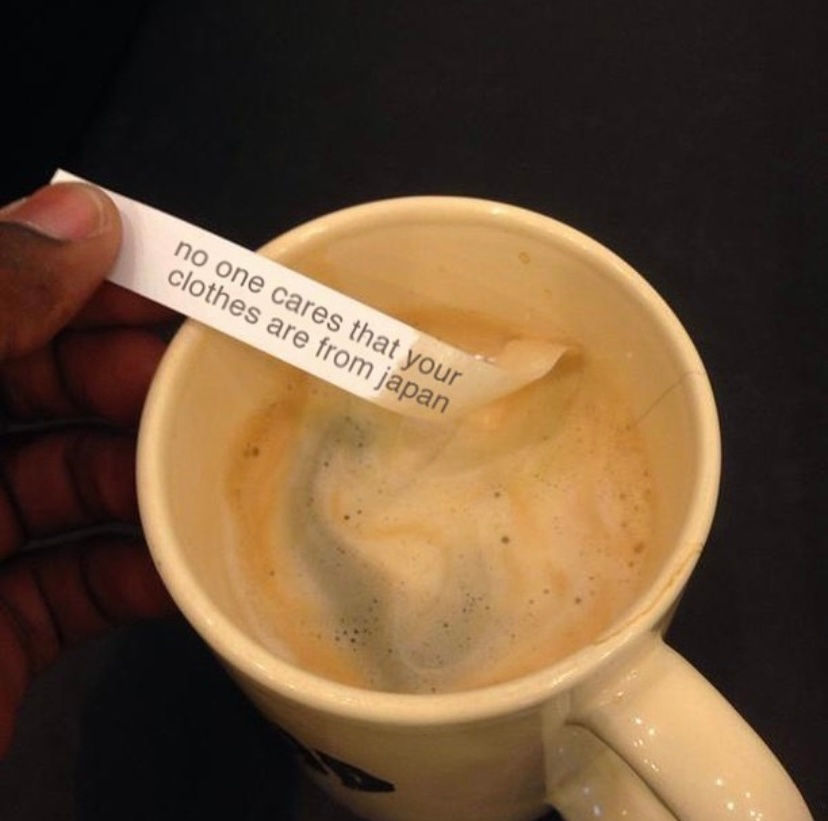 no one cares that your
clothes are from japan